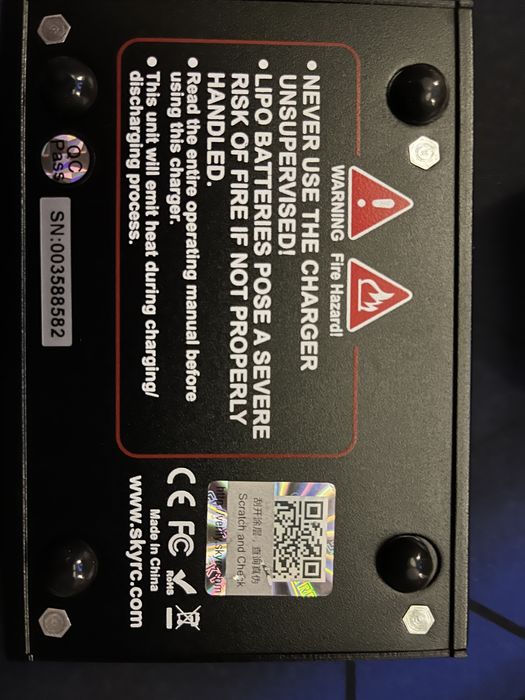 WARNING Fire Hazard!
• NEVER USE THE CHARGER
UNSUPERVISED!
• LIPO BATTERIES POSE A SEVERE
RISK OF FIRE IF NOT PROPERLY
HANDLED.
• Read the entire operating manual before
using this charger.
• This unit will emit heat during charging/
discharging process.
QC
Pass
SN:003588582
刮开涂层，查询真伪
Scratch and Check
CE FC RoHS
Made in China
www.skyrc.com